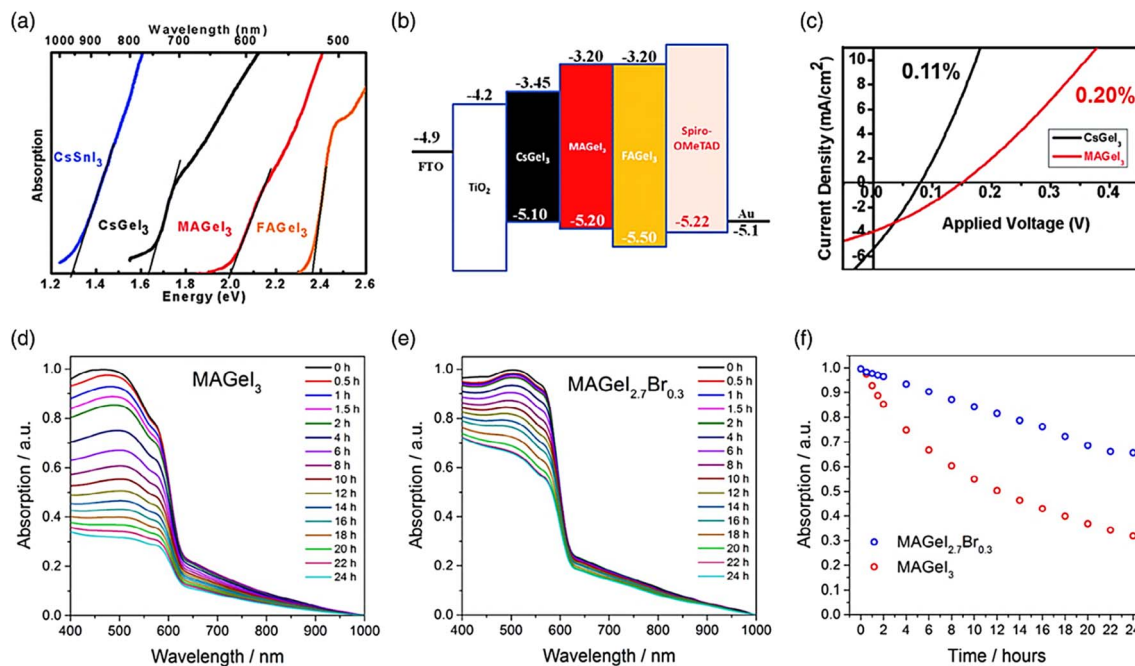 (a)
Wavelength (nm)
1000 900 800 700 600 500
Absorption
CsSnI3
CsGeI3
MAGeI3
FAGeI3
1.2 1.4 1.6 1.8 2.0 2.2 2.4 2.6
Energy (eV)
(b)
-4.9
FTO
-4.2
TiO2
-3.45
CsGeI3
-5.10
-3.20
MAGeI3
-5.20
-3.20
FAGeI3
-5.50
Spiro-
OMeTAD
-5.22
Au
-5.1
(c)
Current Density (mA/cm2)
10
8
6
4
2
0
-2
-4
-6
0.11%
0.20%
CsGeI3
MAGeI3
0.0 0.1 0.2 0.3 0.4
Applied Voltage (V)
(d)
MAGeI3
Absorption / a.u.
1.0
0.8
0.6
0.4
0.2
0.0
0 h
0.5 h
1 h
1.5 h
2 h
4 h
6 h
8 h
10 h
12 h
14 h
16 h
18 h
20 h
22 h
24 h
400 500 600 700 800 900 1000
Wavelength / nm
(e)
MAGeI2.7Br0.3
Absorption / a.u.
1.0
0.8
0.6
0.4
0.2
0.0
0 h
0.5 h
1 h
1.5 h
2 h
4 h
6 h
8 h
10 h
12 h
14 h
16 h
18 h
20 h
22 h
24 h
400 500 600 700 800 900 1000
Wavelength / nm
(f)
Absorption / a.u.
1.0
0.9
0.8
0.7
0.6
0.5
0.4
0.3
0.2
0.1
0.0
MAGeI2.7Br0.3
MAGeI3
0 2 4 6 8 10 12 14 16 18 20 22 24
Time / hours